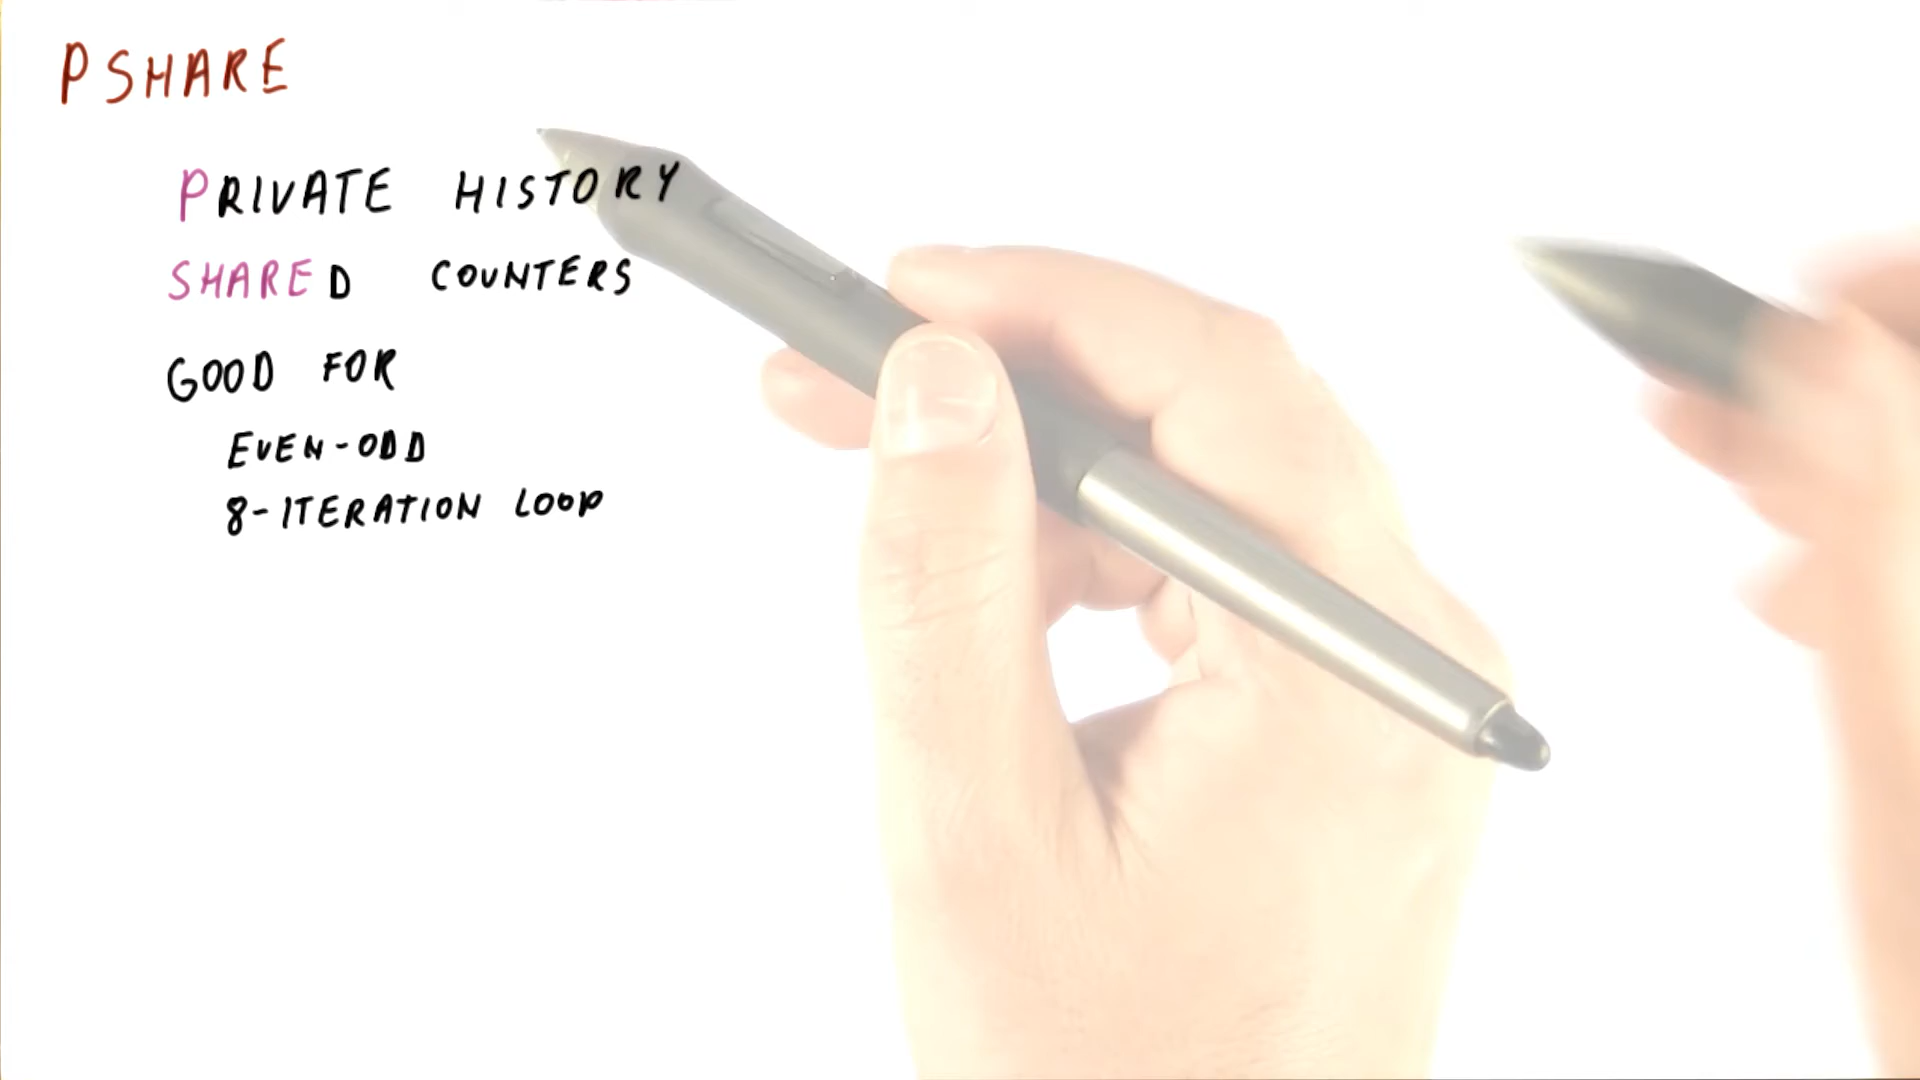 PSHARE
PRIVATE HISTORY
SHARED COUNTERS
GOOD FOR
EVEN-ODD
8-ITERATION LOOP